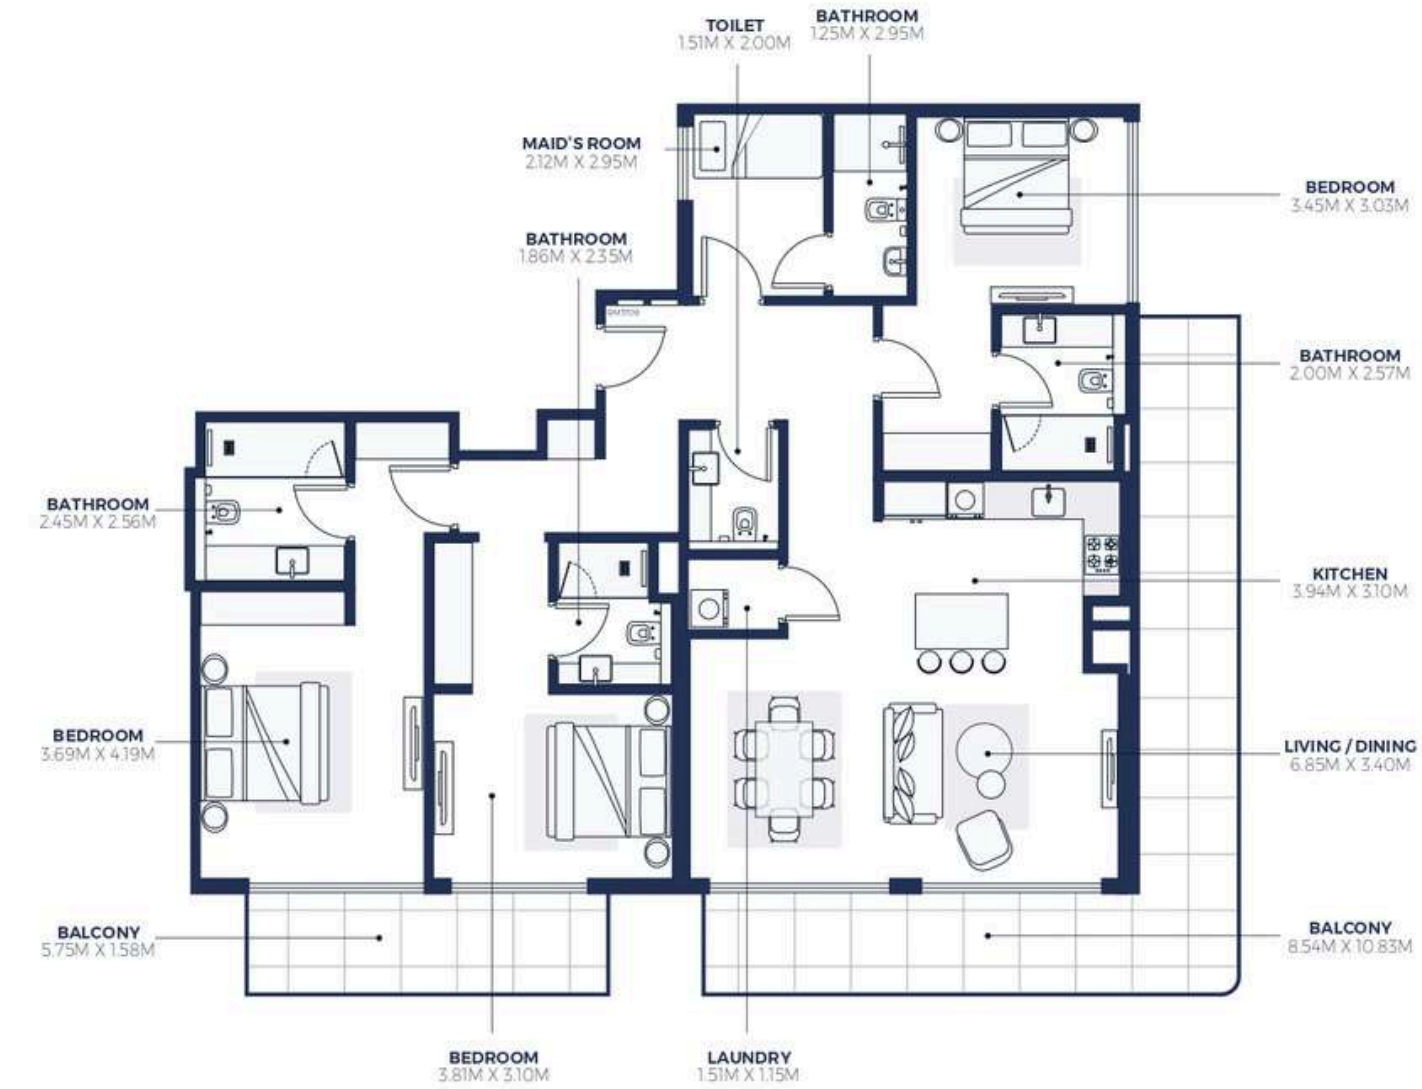 TOILET
1.51M X 2.00M
BATHROOM
1.25M X 2.95M
MAID'S ROOM
2.12M X 2.95M
BEDROOM
3.45M X 3.03M
BATHROOM
1.86M X 2.35M
BATHROOM
2.00M X 2.57M
BATHROOM
2.45M X 2.56M
KITCHEN
3.94M X 3.10M
BEDROOM
3.69M X 4.19M
LIVING / DINING
6.85M X 3.40M
BALCONY
5.75M X 1.58M
BALCONY
8.54M X 10.83M
BEDROOM
3.81M X 3.10M
LAUNDRY
1.51M X 1.15M